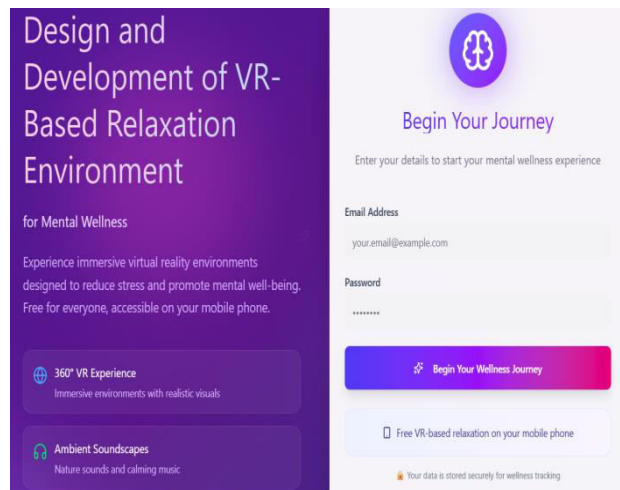 Design and
Development of VR-
Based Relaxation
Environment
for Mental Wellness
Experience immersive virtual reality environments
designed to reduce stress and promote mental well-being.
Free for everyone, accessible on your mobile phone.
360° VR Experience
Immersive environments with realistic visuals
Ambient Soundscapes
Nature sounds and calming music
Begin Your Journey
Enter your details to start your mental wellness experience
Email Address
your.email@example.com
Password
••••••••
Begin Your Wellness Journey
Free VR-based relaxation on your mobile phone
Your data is stored securely for wellness tracking